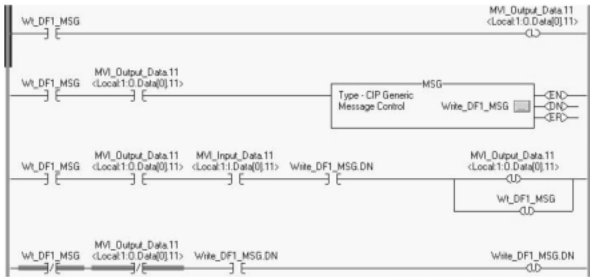 MVI_Output_Data.11
Wt_DF1_MSG <Local:1:O.Data[0].11>
L
MVI_Output_Data.11
Wt_DF1_MSG <Local:1:O.Data[0].11>
MSG
Type - CIP Generic EN
Message Control Write_DF1_MSG ... DN
ER
MVI_Output_Data.11 MVI_Input_Data.11 MVI_Output_Data.11
Wt_DF1_MSG <Local:1:O.Data[0].11> <Local:1:I.Data[0].11> Write_DF1_MSG.DN <Local:1:O.Data[0].11>
U
Wt_DF1_MSG
U
MVI_Output_Data.11
Wt_DF1_MSG <Local:1:O.Data[0].11> Write_DF1_MSG.DN Write_DF1_MSG.DN
U